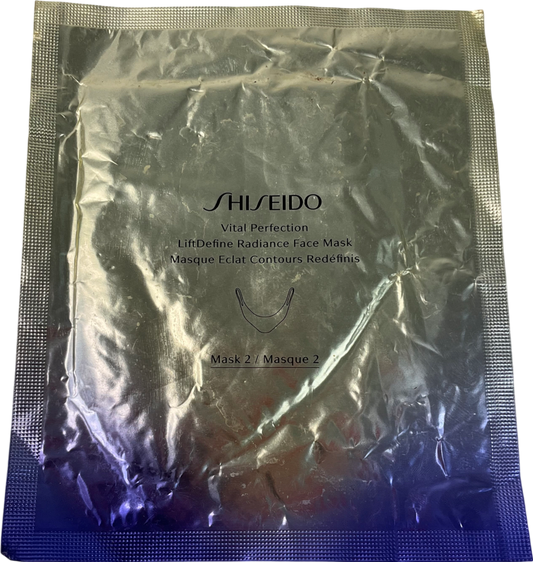 SHISEIDO
Vital Perfection
LiftDefine Radiance Face Mask
Masque Eclat Contours Redéfinis
Mask 2 / Masque 2